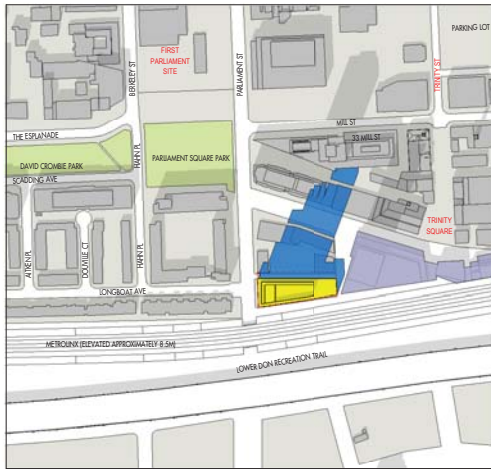 PARKING LOT
BERKELEY ST
FIRST
PARLIAMENT
SITE
PARLIAMENT ST
TRINITY ST
MILL ST
THE ESPLANADE
33 MILL ST
HAHN PL
PARLIAMENT SQUARE PARK
DAVID CROMBIE PARK
SCADDING AVE
TRINITY
SQUARE
AITKEN PL
DOUVILLE CT
HAHN PL
LONGBOAT AVE
METROLINX (ELEVATED APPROXIMATELY 8.5M)
LOWER DON RECREATION TRAIL